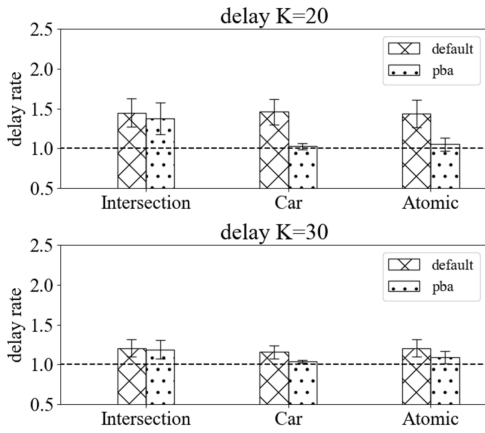 delay K=20
2.5
2.0
1.5
1.0
0.5
delay rate
default
pba
Intersection Car Atomic
delay K=30
2.5
2.0
1.5
1.0
0.5
delay rate
default
pba
Intersection Car Atomic